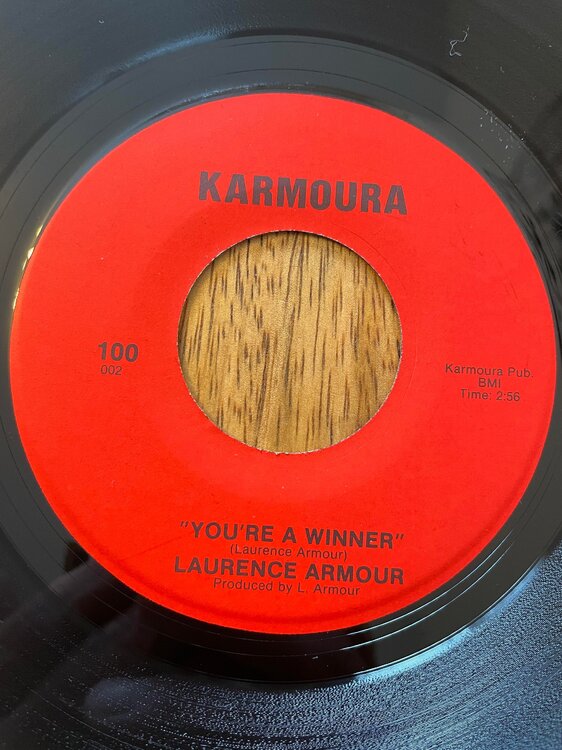 KARMOURA
100
002
Karmoura Pub.
BMI
Time: 2:56
"YOU'RE A WINNER"
(Laurence Armour)
LAURENCE ARMOUR
Produced by L. Armour